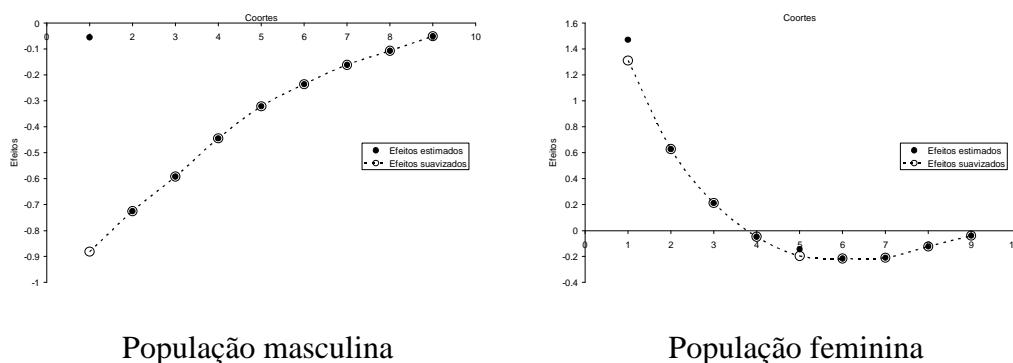 Coortes
0
-0.1
-0.2
-0.3
-0.4
-0.5
-0.6
-0.7
-0.8
-0.9
-1
0 1 2 3 4 5 6 7 8 9 10
Efeitos
Efeitos estimados
Efeitos suavizados
População masculina
Coortes
1.6
1.4
1.2
1
0.8
0.6
0.4
0.2
0
-0.2
-0.4
0 1 2 3 4 5 6 7 8 9
Efeitos
Efeitos estimados
Efeitos suavizados
População feminina